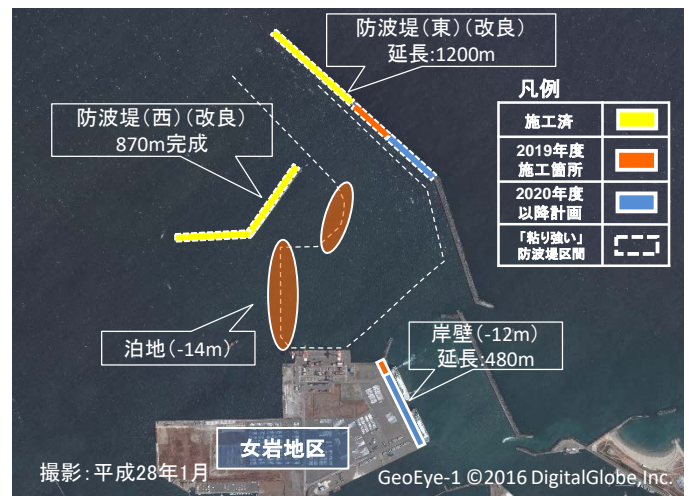 防波堤(東)(改良)
延長:1200m
防波堤(西)(改良)
870m完成
凡例
施工済
2019年度
施工箇所
2020年度
以降計画
「粘り強い」
防波堤区間
泊地(-14m)
岸壁(-12m)
延長:480m
女岩地区
撮影:平成28年1月
GeoEye-1 ©2016 DigitalGlobe,Inc.